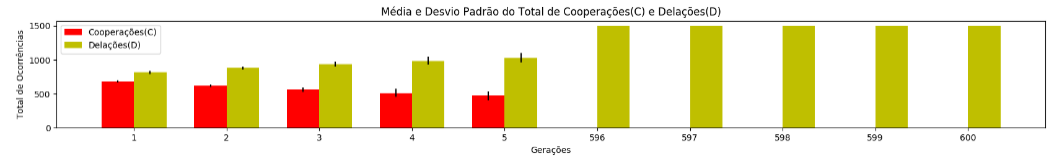 Média e Desvio Padrão do Total de Cooperações(C) e Delações(D)
Cooperações(C)
Delações(D)
Total de Ocorrências
1500
1000
500
0
1 2 3 4 5 596 597 598 599 600
Gerações